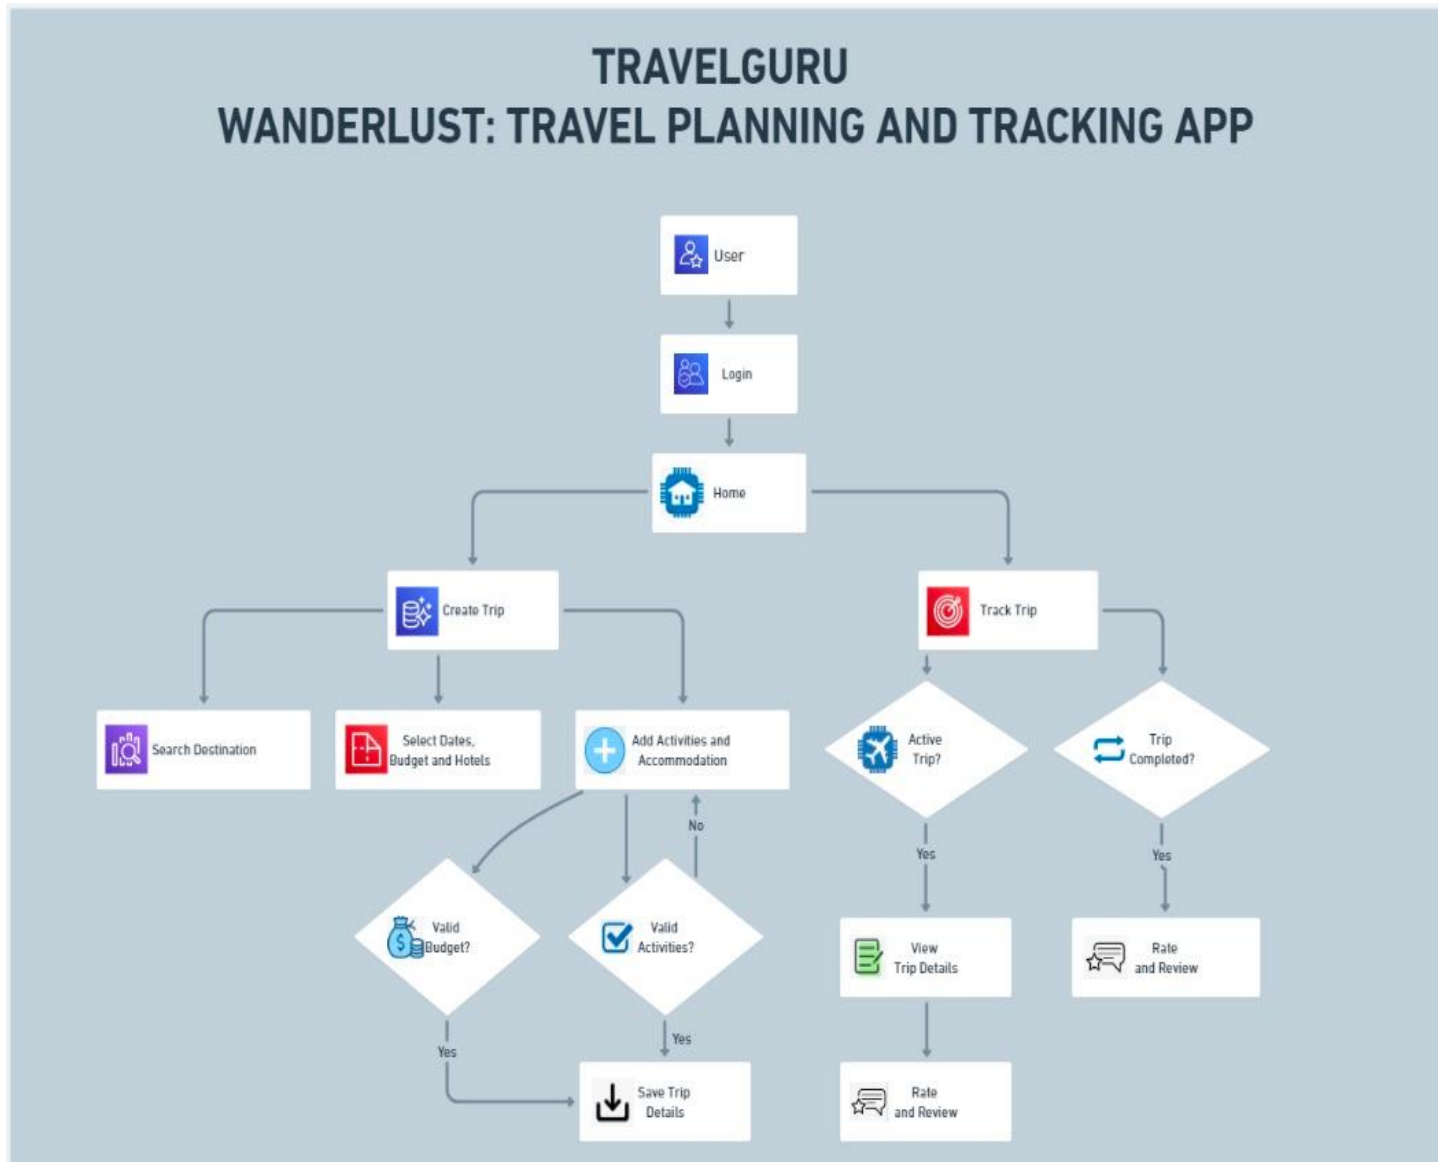 TRAVELGURU
WANDERLUST: TRAVEL PLANNING AND TRACKING APP
User
Login
Home
Create Trip
Track Trip
Search Destination
Select Dates,
Budget and Hotels
Add Activities and
Accommodation
Active
Trip?
Trip
Completed?
No
Yes
Yes
Valid
Budget?
Valid
Activities?
View
Trip Details
Rate
and Review
Yes
Yes
Save Trip
Details
Rate
and Review